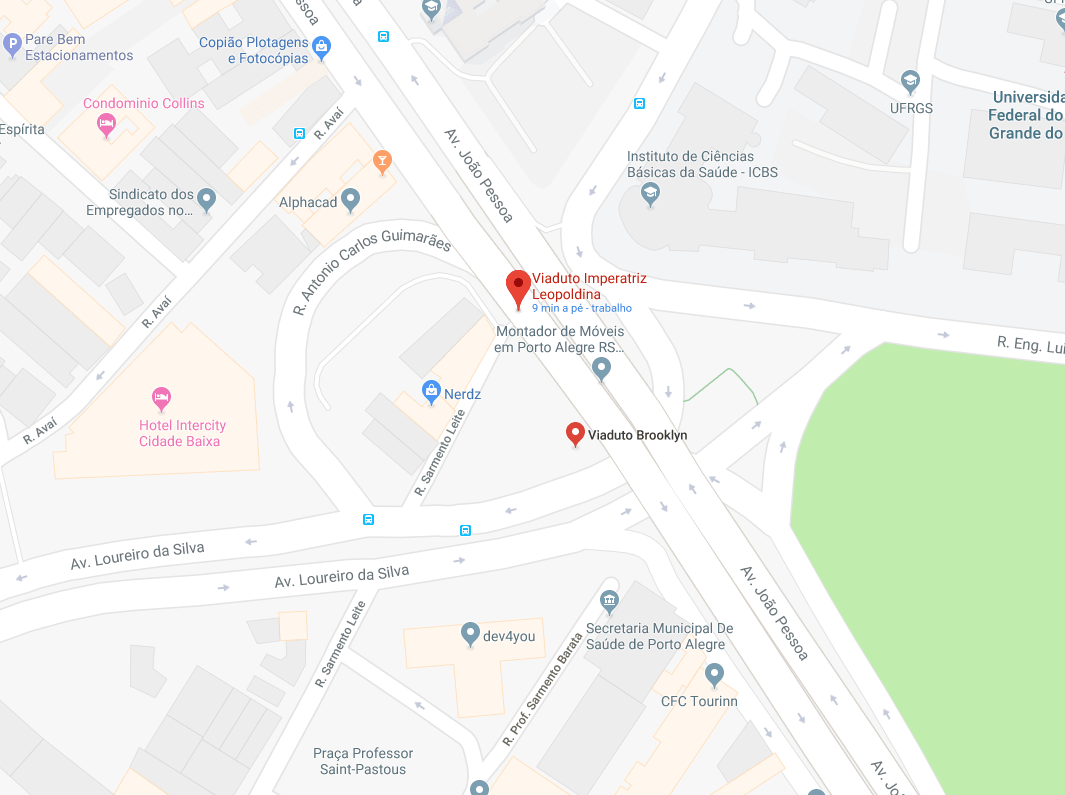 Pare Bem
Estacionamentos
Copião Plotagens
e Fotocópias
Condominio Collins
Espírita
R. Avaí
UFRGS
Universida
Federal do
Grande do
Av. João Pessoa
Instituto de Ciências
Básicas da Saúde - ICBS
Sindicato dos
Empregados no...
Alphacad
R. Antonio Carlos Guimarães
Viaduto Imperatriz
Leopoldina
9 min a pé - trabalho
R. Avaí
Montador de Móveis
em Porto Alegre RS...
R. Eng. Lui
Nerdz
Hotel Intercity
Cidade Baixa
R. Avaí
Viaduto Brooklyn
R. Sarmento Leite
Av. Loureiro da Silva
Av. Loureiro da Silva
Av. João Pessoa
R. Sarmento Leite
dev4you
Secretaria Municipal De
Saúde de Porto Alegre
R. Prof. Sarmento Barata
CFC Tourinn
Praça Professor
Saint-Pastous
Av. Jo